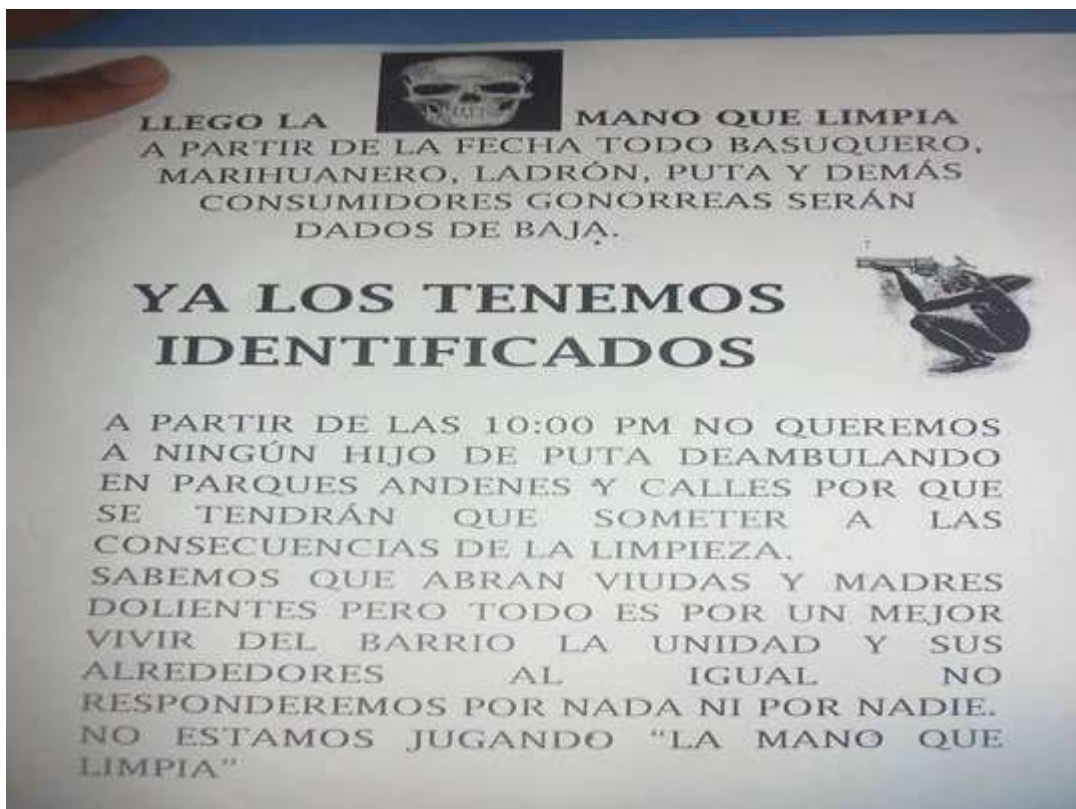 LLEGO LA MANO QUE LIMPIA
A PARTIR DE LA FECHA TODO BASUQUERO,
MARIHUANERO, LADRÓN, PUTA Y DEMÁS
CONSUMIDORES GONORREAS SERÁN
DADOS DE BAJA.
YA LOS TENEMOS
IDENTIFICADOS
A PARTIR DE LAS 10:00 PM NO QUEREMOS
A NINGÚN HIJO DE PUTA DEAMBULANDO
EN PARQUES ANDENES Y CALLES POR QUE
SE TENDRÁN QUE SOMETER A LAS
CONSECUENCIAS DE LA LIMPIEZA.
SABEMOS QUE ABRAN VIUDAS Y MADRES
DOLIENTES PERO TODO ES POR UN MEJOR
VIVIR DEL BARRIO LA UNIDAD Y SUS
ALREDEDORES AL IGUAL NO
RESPONDEREMOS POR NADA NI POR NADIE.
NO ESTAMOS JUGANDO "LA MANO QUE
LIMPIA"